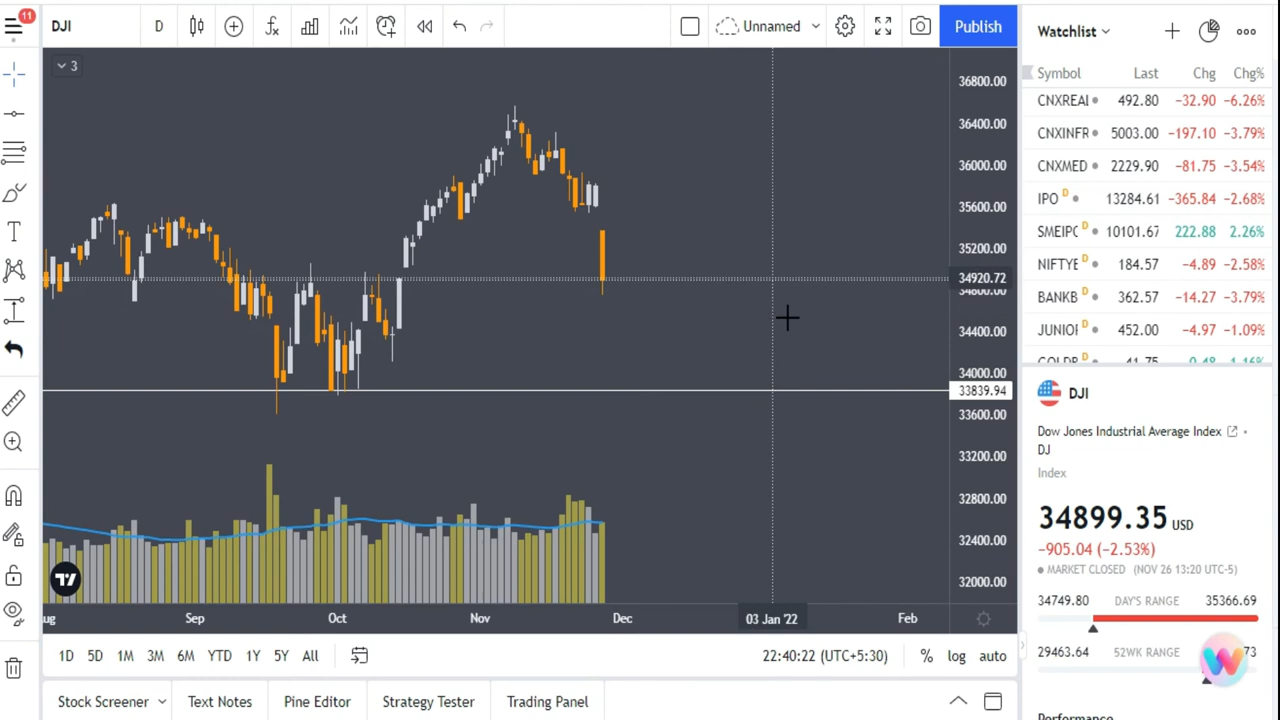 11
DJI D Unnamed Publish
3
36800.00
36400.00
36000.00
35600.00
35200.00
34920.72
34800.00
34400.00
34000.00
33839.94
33600.00
33200.00
32800.00
32400.00
32000.00
Sep Oct Nov Dec 03 Jan '22 Feb
1D 5D 1M 3M 6M YTD 1Y 5Y All 22:40:22 (UTC+5:30) % log auto
Stock Screener Text Notes Pine Editor Strategy Tester Trading Panel
Watchlist
Symbol Last Chg Chg%
CNXREAI 492.80 −32.90 −6.26%
CNXINFR 5003.00 −197.10 −3.79%
CNXMED 2229.90 −81.75 −3.54%
IPO D 13284.61 −365.84 −2.68%
SMEIPC D 10101.67 222.88 2.26%
NIFTYE D 184.57 −4.89 −2.58%
BANKB D 362.57 −14.27 −3.79%
JUNIOI D 452.00 −4.97 −1.09%
DJI
Dow Jones Industrial Average Index •
DJ
Index
34899.35 USD
−905.04 (−2.53%)
MARKET CLOSED (NOV 26 13:20 UTC-5)
34749.80 DAY'S RANGE 35366.69
29463.64 52WK RANGE 73